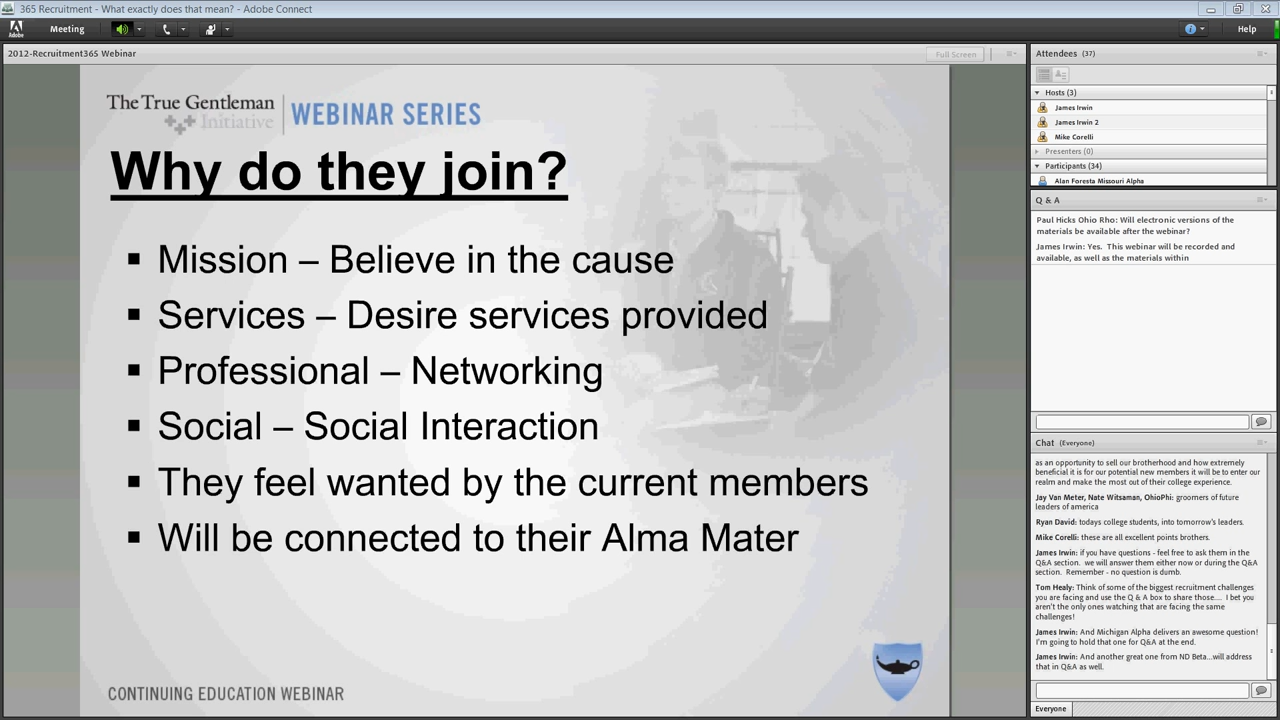 365 Recruitment - What exactly does that mean? - Adobe Connect
Adobe
Meeting
Help
2012-Recruitment365 Webinar
Full Screen
The True Gentleman
Initiative
WEBINAR SERIES
Why do they join?
▪ Mission – Believe in the cause
▪ Services – Desire services provided
▪ Professional – Networking
▪ Social – Social Interaction
▪ They feel wanted by the current members
▪ Will be connected to their Alma Mater
CONTINUING EDUCATION WEBINAR
Attendees (37)
Hosts (3)
James Irwin
James Irwin 2
Mike Corelli
Presenters (0)
Participants (34)
Alan Foresta Missouri Alpha
Q & A
Paul Hicks Ohio Rho: Will electronic versions of the
materials be available after the webinar?
James Irwin: Yes. This webinar will be recorded and
available, as well as the materials within
Chat (Everyone)
as an opportunity to sell our brotherhood and how extremely
beneficial it is for our potential new members it will be to enter our
realm and make the most out of their college experience.
Jay Van Meter, Nate Witsaman, OhioPhi: groomers of future
leaders of america
Ryan David: todays college students, into tomorrow's leaders.
Mike Corelli: these are all excellent points brothers.
James Irwin: if you have questions - feel free to ask them in the
Q&A section. we will answer them either now or during the Q&A
section. Remember - no question is dumb.
Tom Healy: Think of some of the biggest recruitment challenges
you are facing and use the Q & A box to share those.... I bet you
aren't the only ones watching that are facing the same
challenges!
James Irwin: And Michigan Alpha delivers an awesome question!
I'm going to hold that one for Q&A at the end.
James Irwin: And another great one from ND Beta...will address
that in Q&A as well.
Everyone